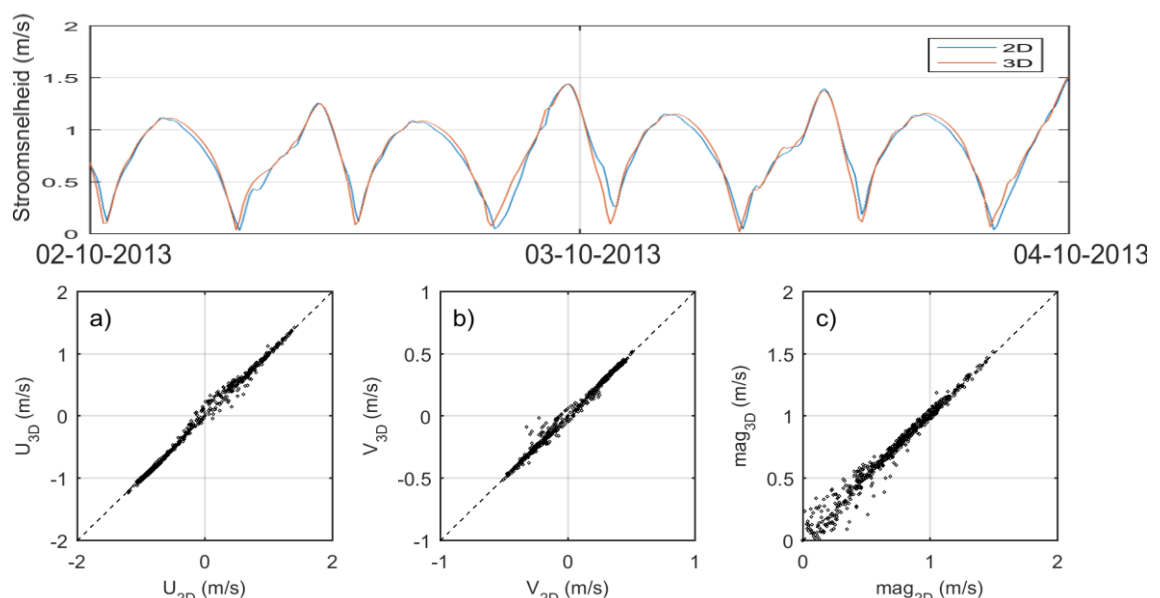 Stroomsnelheid (m/s)
2
1.5
1
0.5
0
2D
3D
02-10-2013 03-10-2013 04-10-2013
a)
U3D (m/s)
2
1
0
-1
-2
-2 0 2
U2D (m/s)
b)
V3D (m/s)
1
0.5
0
-0.5
-1
-1 0 1
V2D (m/s)
c)
mag3D (m/s)
2
1.5
1
0.5
0
0 1 2
mag2D (m/s)